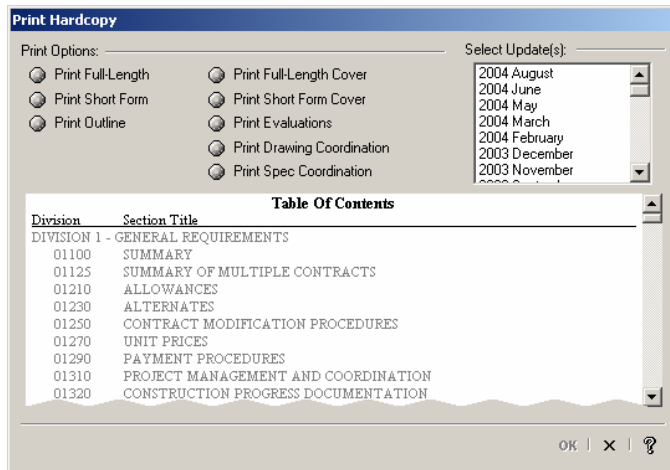 Print Hardcopy
Print Options:
Print Full-Length
Print Short Form
Print Outline
Print Full-Length Cover
Print Short Form Cover
Print Evaluations
Print Drawing Coordination
Print Spec Coordination
Select Update(s):
2004 August
2004 June
2004 May
2004 March
2004 February
2003 December
2003 November
Table Of Contents
Division Section Title
DIVISION 1 - GENERAL REQUIREMENTS
01100 SUMMARY
01125 SUMMARY OF MULTIPLE CONTRACTS
01210 ALLOWANCES
01230 ALTERNATES
01250 CONTRACT MODIFICATION PROCEDURES
01270 UNIT PRICES
01290 PAYMENT PROCEDURES
01310 PROJECT MANAGEMENT AND COORDINATION
01320 CONSTRUCTION PROGRESS DOCUMENTATION
OK | X | ?